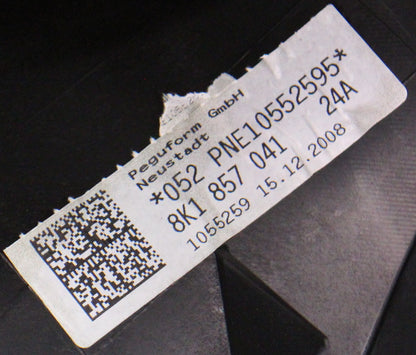 Peguform GmbH
Neustadt
*052 PNE10552595*
8K1 857 041 24A
1055259 15.12.2008